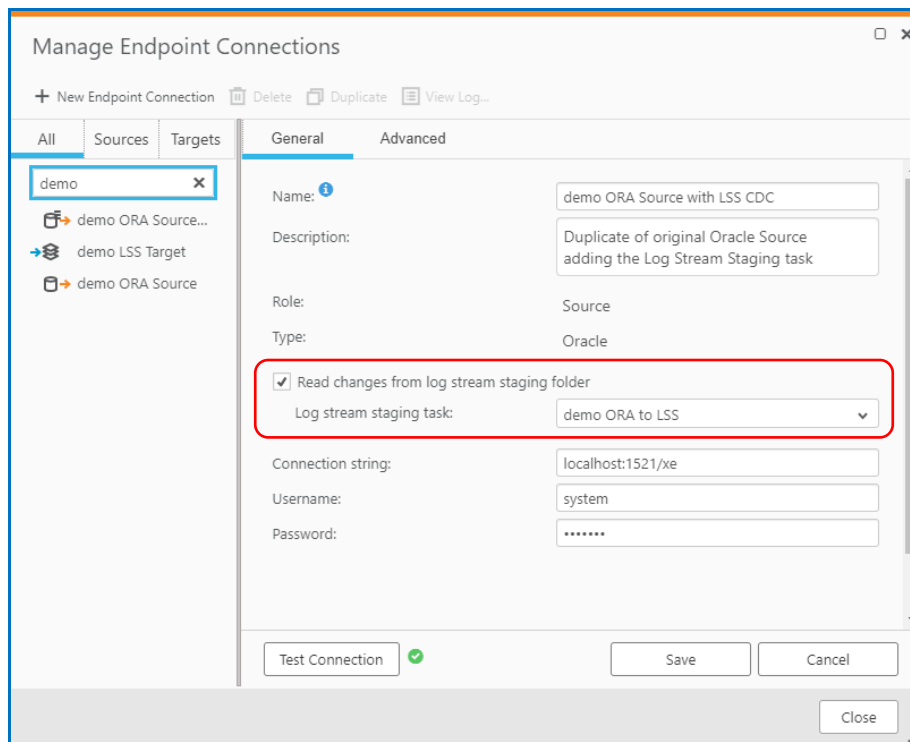 Manage Endpoint Connections
+ New Endpoint Connection Delete Duplicate View Log...
All Sources Targets
General Advanced
demo
demo ORA Source...
demo LSS Target
demo ORA Source
Name: demo ORA Source with LSS CDC
Description: Duplicate of original Oracle Source
adding the Log Stream Staging task
Role: Source
Type: Oracle
Read changes from log stream staging folder
Log stream staging task: demo ORA to LSS
Connection string: localhost:1521/xe
Username: system
Password: •••••••
Test Connection Save Cancel
Close